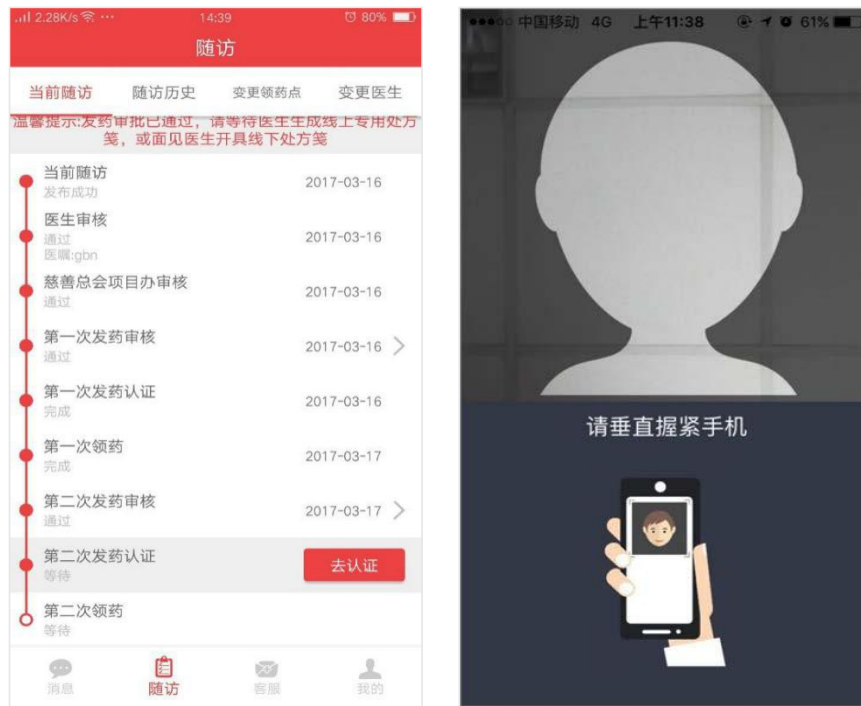 2.28K/s ··· 14:39 80%
随访
当前随访 随访历史 变更领药点 变更医生
温馨提示:发药审批已通过，请等待医生生成线上专用处方
笺，或面见医生开具线下处方笺
当前随访
发布成功
2017-03-16
医生审核
通过
医嘱:gbn
2017-03-16
慈善总会项目办审核
通过
2017-03-16
第一次发药审核
通过
2017-03-16
第一次发药认证
完成
2017-03-16
第一次领药
完成
2017-03-17
第二次发药审核
通过
2017-03-17
第二次发药认证
等待
去认证
第二次领药
等待
消息 随访 客服 我的
中国移动 4G 上午11:38 61%
请垂直握紧手机